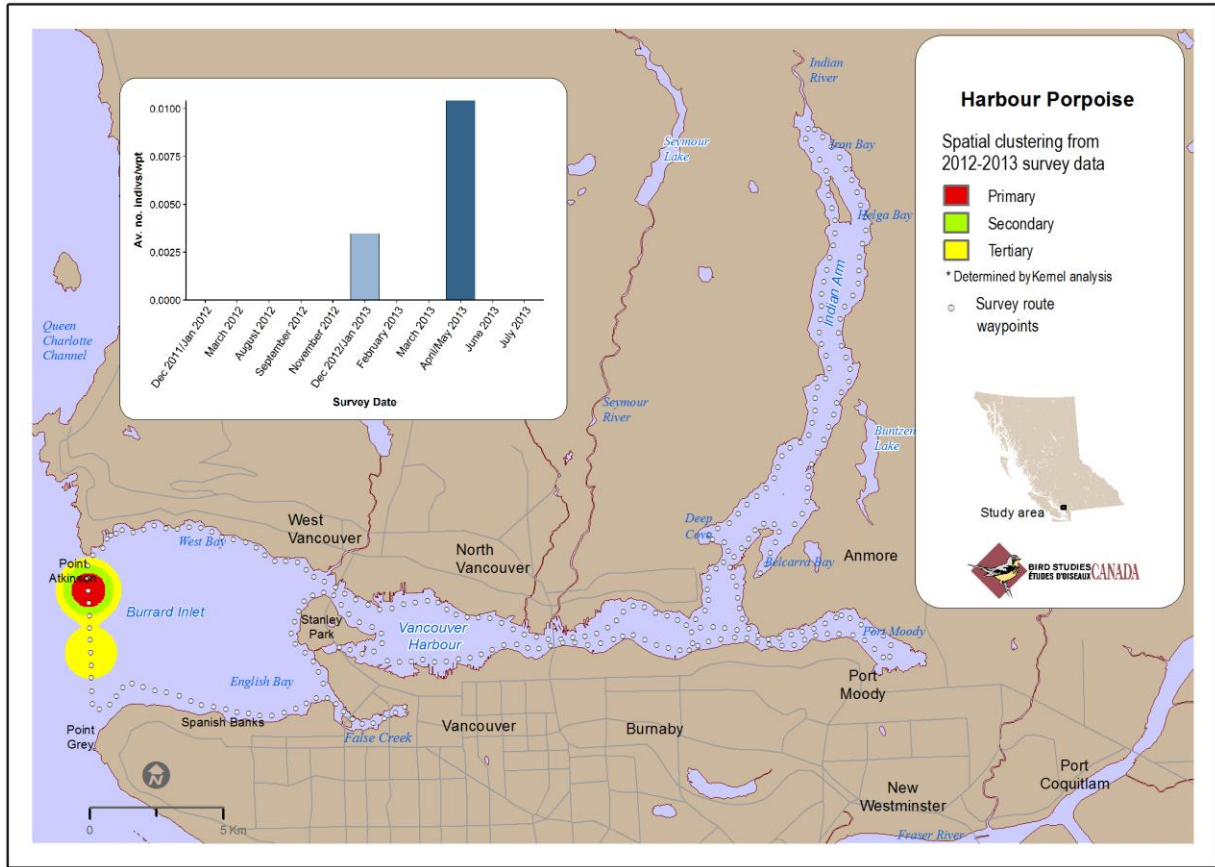 0.0100
0.0075
0.0050
0.0025
0.0000
Av. no. indivs/wpt
Dec 2011/Jan 2012
March 2012
August 2012
September 2012
November 2012
Dec 2012/Jan 2013
February 2013
March 2013
April/May 2013
June 2013
July 2013
Survey Date
Harbour Porpoise
Spatial clustering from
2012-2013 survey data
Primary
Secondary
Tertiary
* Determined by Kernel analysis
Survey route
waypoints
Study area
BIRD STUDIES
ÉTUDES D'OISEAUX
CANADA
Indian
River
Iron Bay
Helga Bay
Indian Arm
Seymour
Lake
Seymour
River
Buntzen
Lake
Queen
Charlotte
Channel
Deep
Cove
Belcarra Bay
Anmore
West
Vancouver
North
Vancouver
West Bay
Point
Atkinson
Burrard Inlet
Stanley
Park
Vancouver
Harbour
Port Moody
Port
Moody
English Bay
Spanish Banks
Point
Grey
False Creek
Vancouver
Burnaby
New
Westminster
Port
Coquitlam
Fraser River
N
0
5 Km